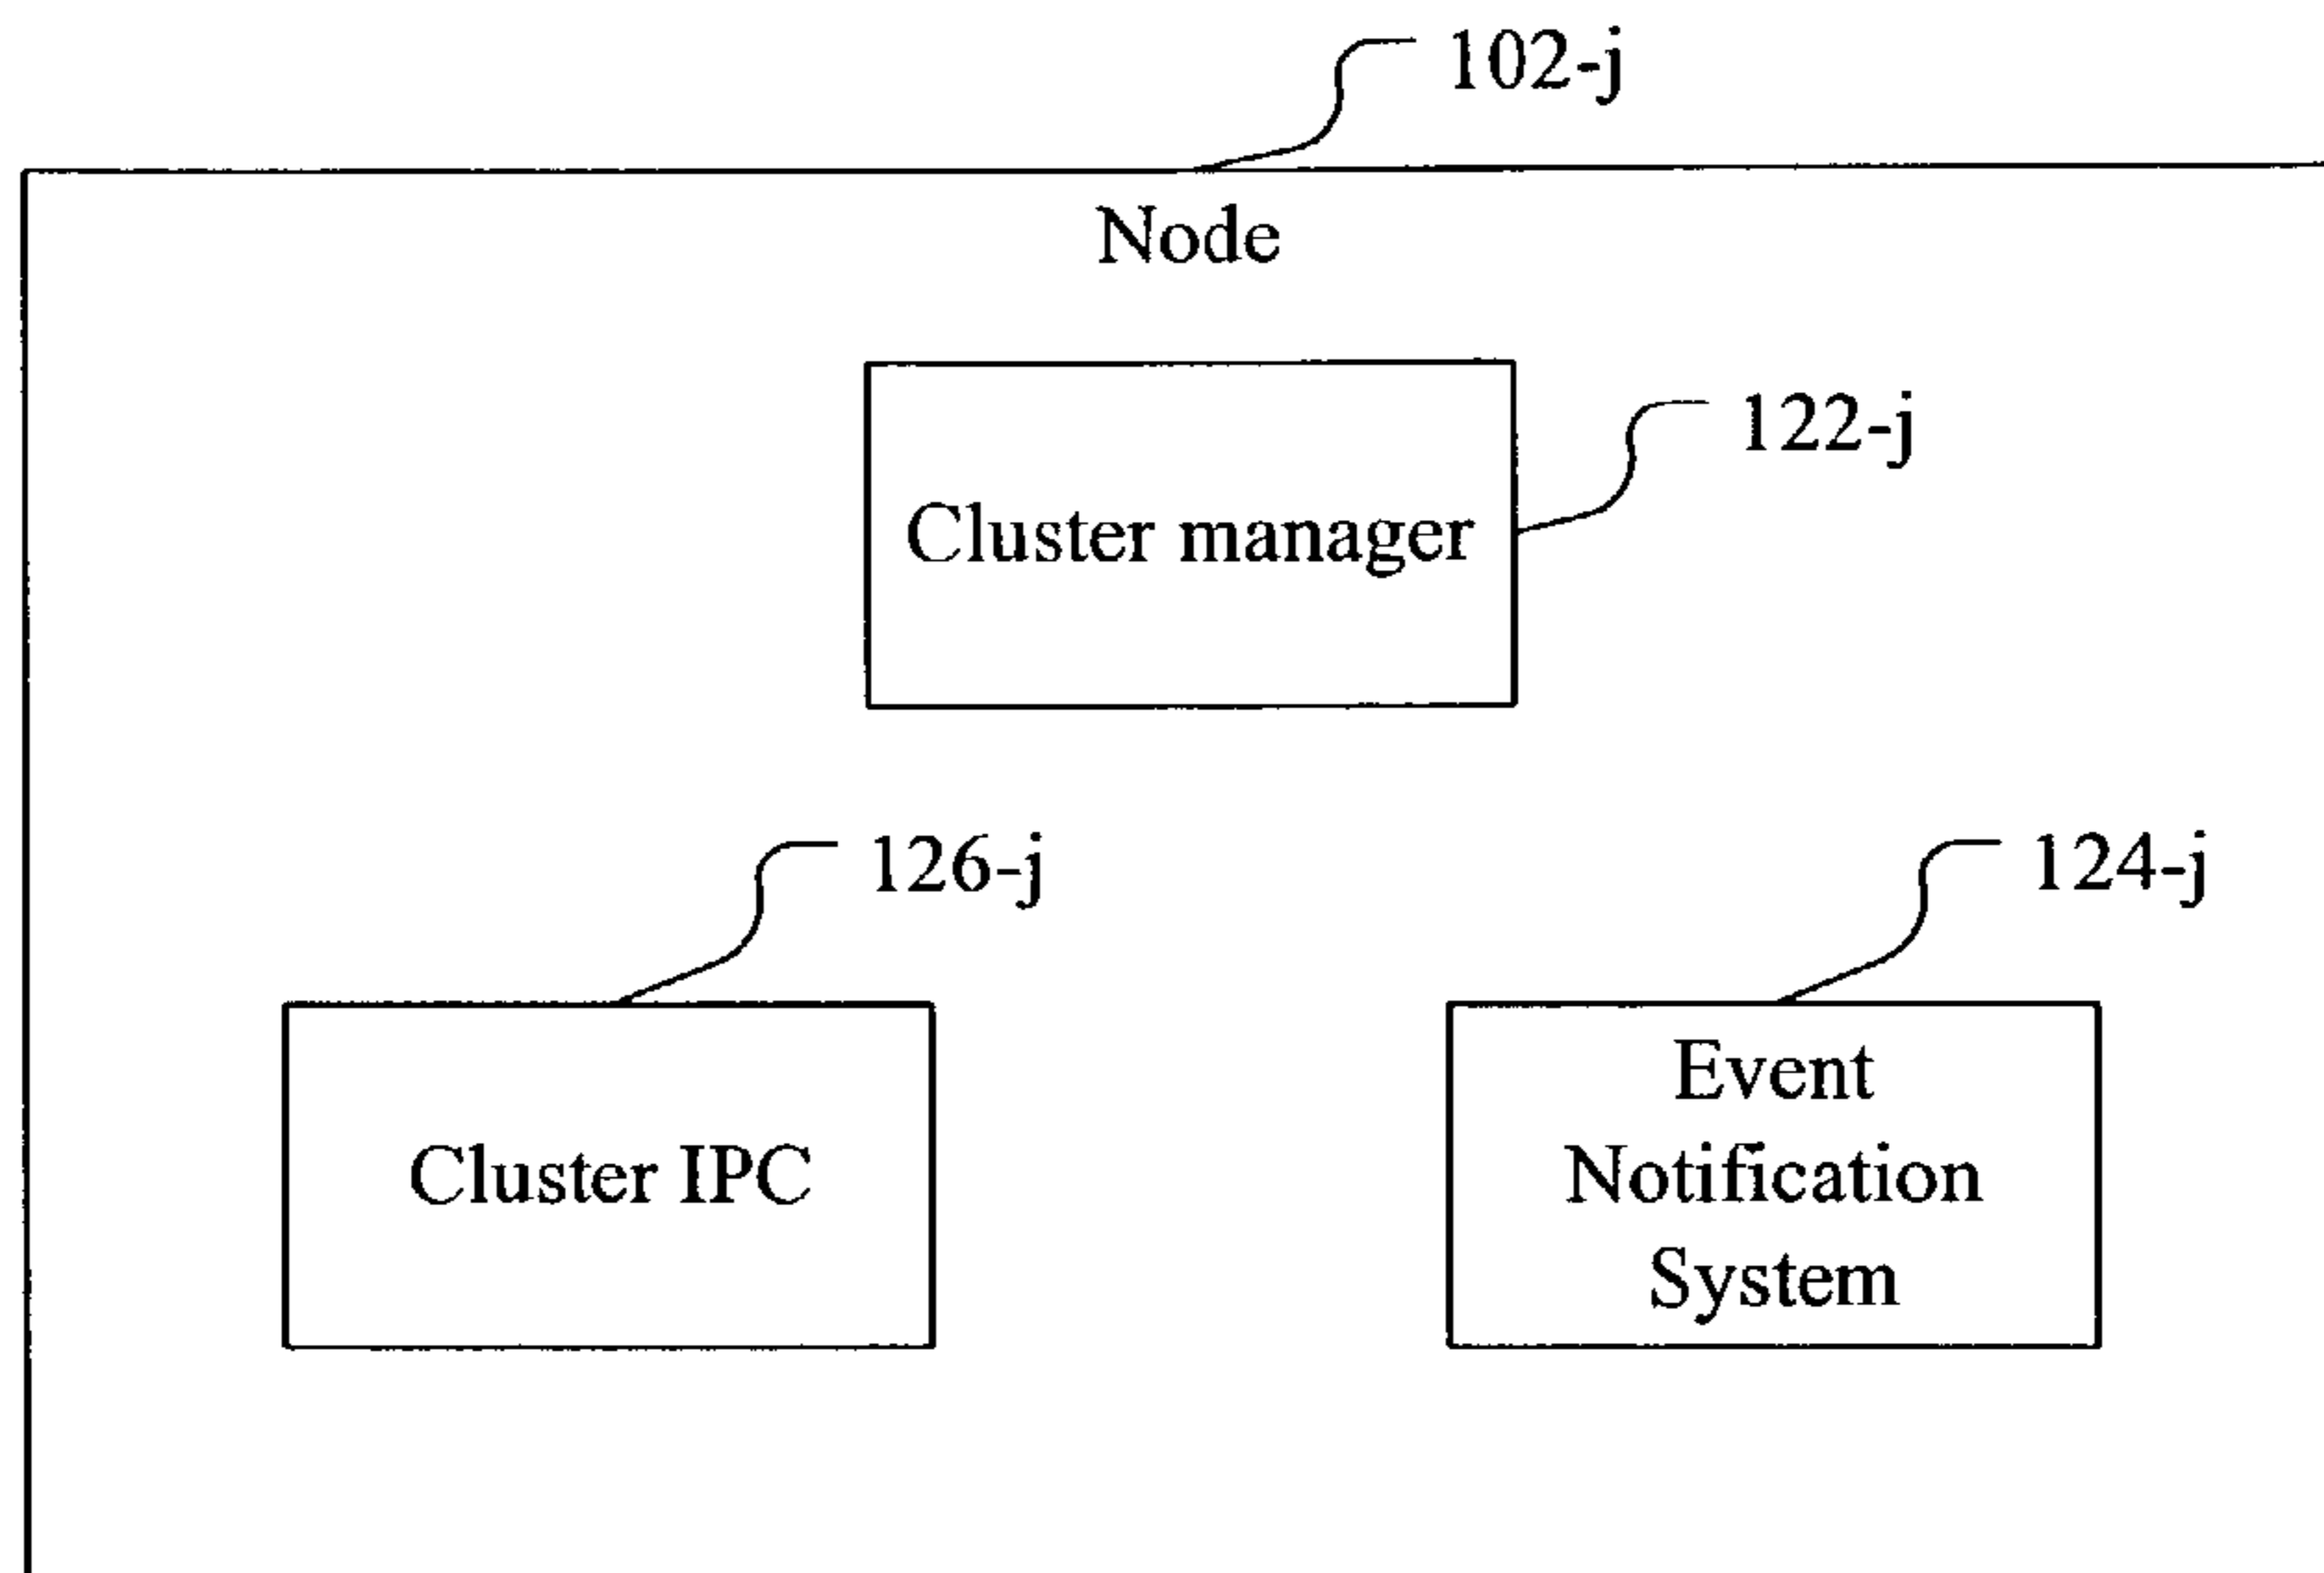 102-j
Node
122-j
Cluster manager
126-j
124-j
Cluster IPC
Event
Notification
System